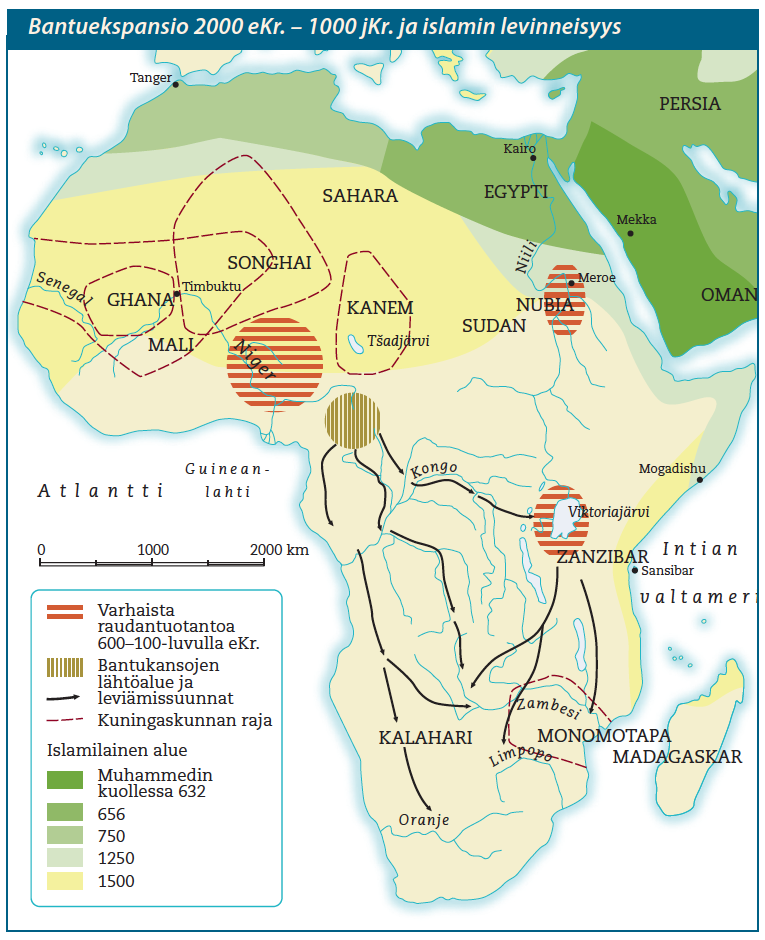 Bantuekspansio 2000 eKr. – 1000 jKr. ja islamin levinneisyys
Tanger
PERSIA
Kairo
EGYPTI
SAHARA
Mekka
Niili
SONGHAI
Senegal
Timbuktu
GHANA
Meroe
OMAN
KANEM
NUBIA
SUDAN
Tšadjärvi
MALI
Niger
Guinean-
lahti
Kongo
Mogadishu
Atlantti
Viktoriajärvi
ZANZIBAR
Intian
Sansibar
valtameri
0 1000 2000 km
Varhaista
raudantuotantoa
600–100-luvulla eKr.
Bantukansojen
lähtöalue ja
leviämissuunnat
Kuningaskunnan raja
Islamilainen alue
Muhammedin
kuollessa 632
656
750
1250
1500
Zambesi
KALAHARI
MONOMOTAPA
Limpopo
MADAGASKAR
Oranje